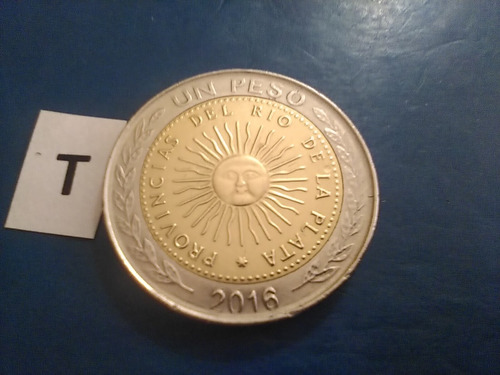 UN PESO
PROVINCIAS DEL RIO DE LA PLATA
2016
T